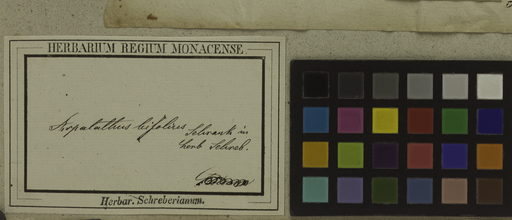 HERBARIUM REGIUM MONACENSE.
Aspalathus bifolius Schrank in
herb. Schreb.
Herbar. Schreberianum.